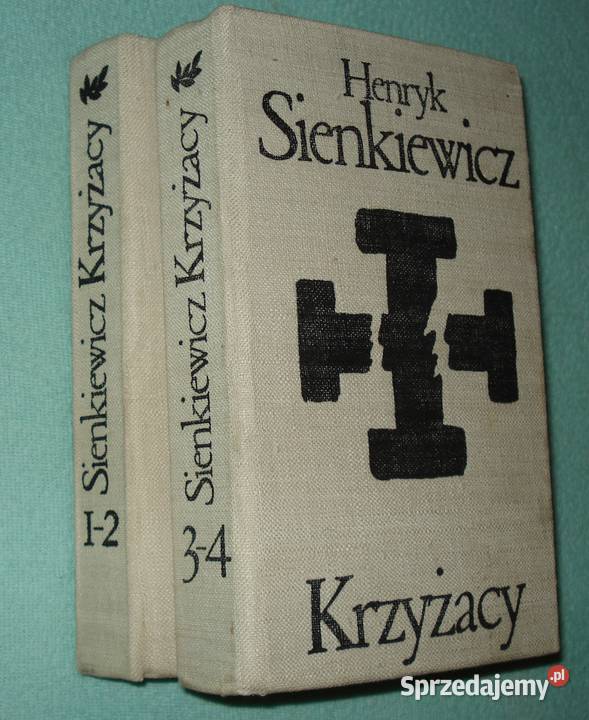 Sienkiewicz Krzyżacy
1-2
Sienkiewicz Krzyżacy
3-4
Henryk
Sienkiewicz
Krzyżacy
Sprzedajemy.pl